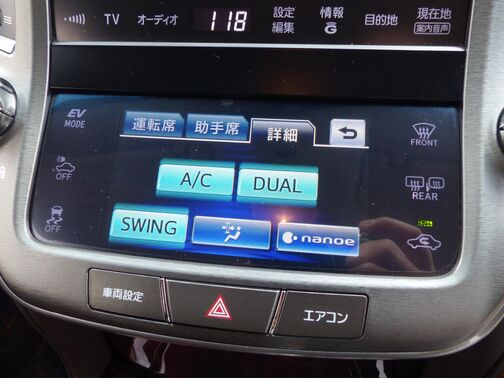 TV オーディオ 118 設定 編集 情報 G 目的地 現在地 案内音声
EV MODE
運転席 助手席 詳細
FRONT
OFF
A/C DUAL
REAR
OFF
SWING nanoe
車両設定 エアコン